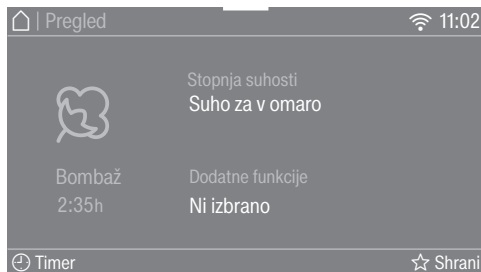 | Pregled 11:02
Stopnja suhosti
Suho za v omaro
Bombaž
2:35h
Dodatne funkcije
Ni izbrano
Timer
Shrani